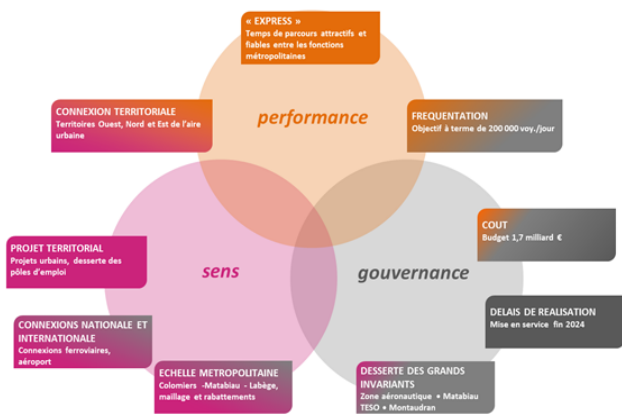 « EXPRESS »
Temps de parcours attractifs et
fiables entre les fonctions
métropolitaines
CONNEXION TERRITORIALE
Territoires Ouest, Nord et Est de l'aire
urbaine
performance
FREQUENTATION
Objectif à terme de 200 000 voy./jour
COUT
Budget 1,7 milliard €
PROJET TERRITORIAL
Projets urbains, desserte des
pôles d'emploi
sens
gouvernance
DELAIS DE REALISATION
Mise en service fin 2024
CONNEXIONS NATIONALE ET
INTERNATIONALE
Connexions ferroviaires,
aéroport
ECHELLE METROPOLITAINE
Colomiers -Matabiau - Labège,
maillage et rabattements
DESSERTE DES GRANDS
INVARIANTS
Zone aéronautique • Matabiau
TESO • Montaudran